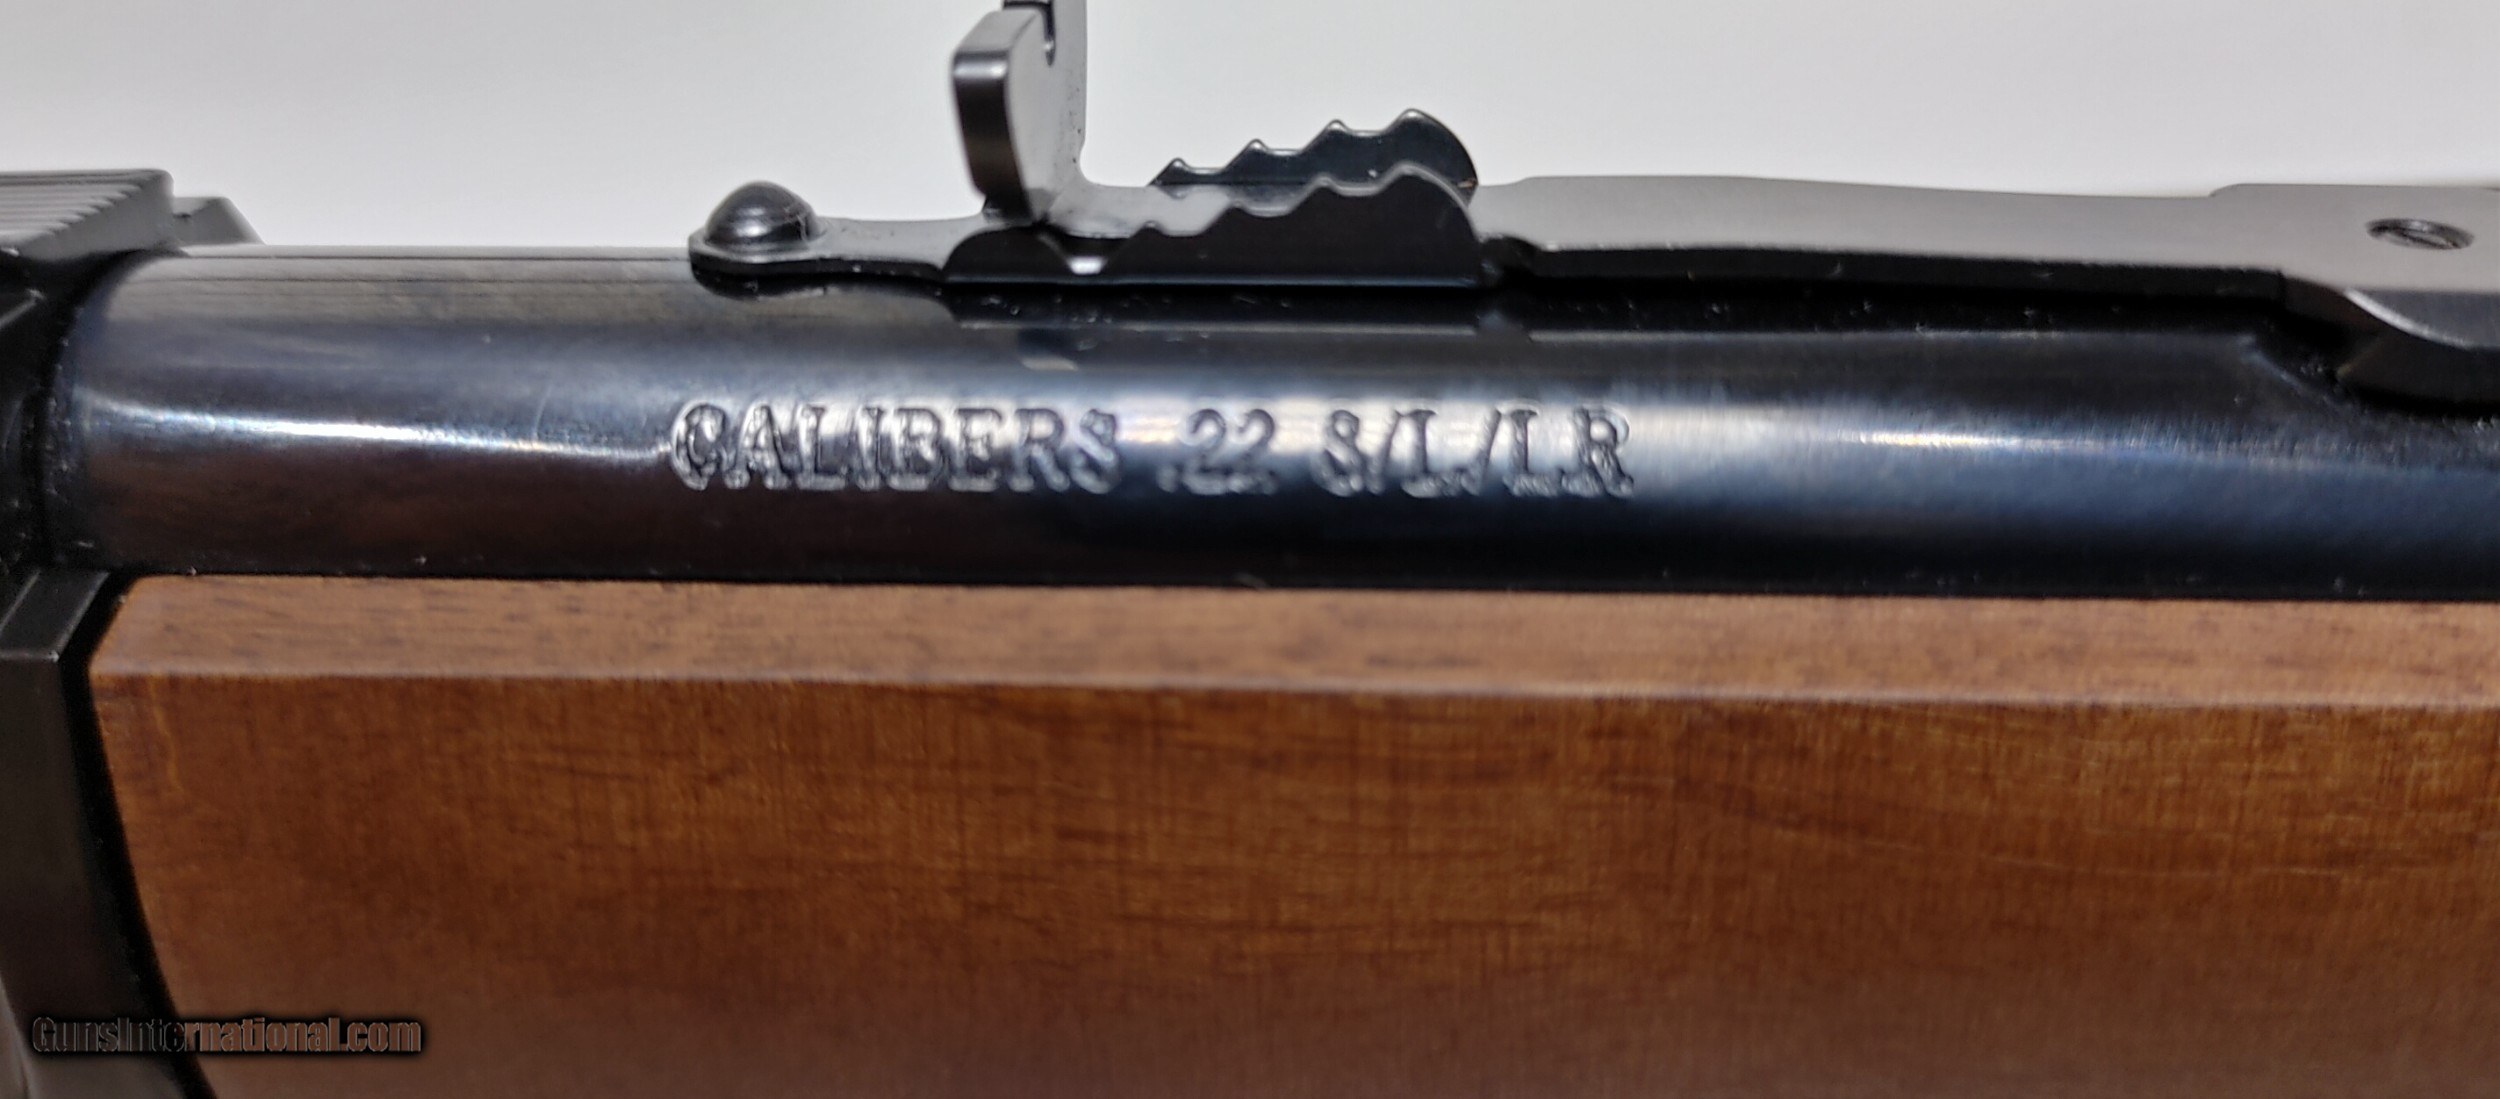 CALIBERS .22 S/L/LR
GunsInternational.com